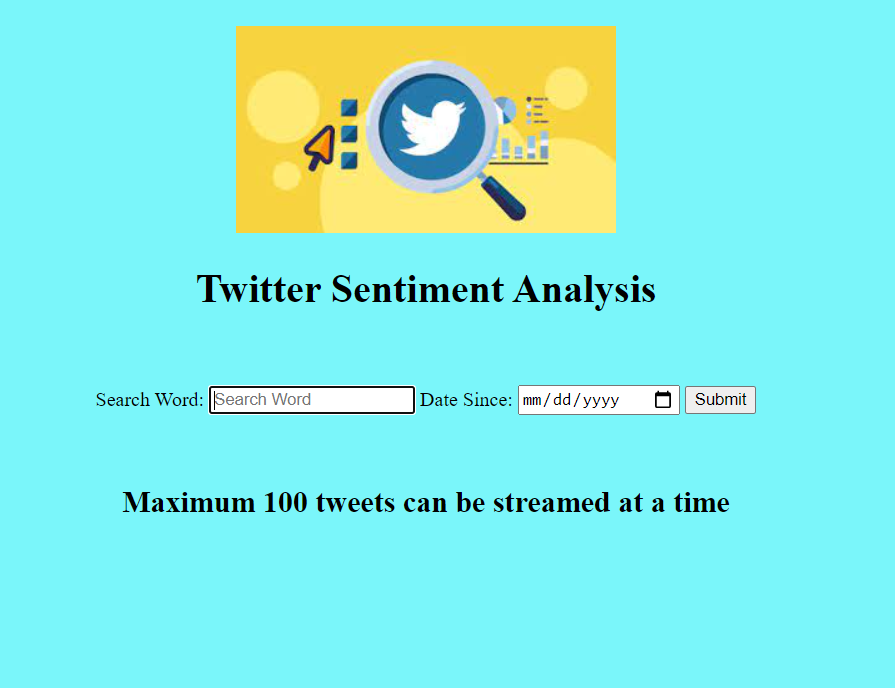 Twitter Sentiment Analysis
Search Word: Search Word Date Since: mm/dd/yyyy Submit
Maximum 100 tweets can be streamed at a time